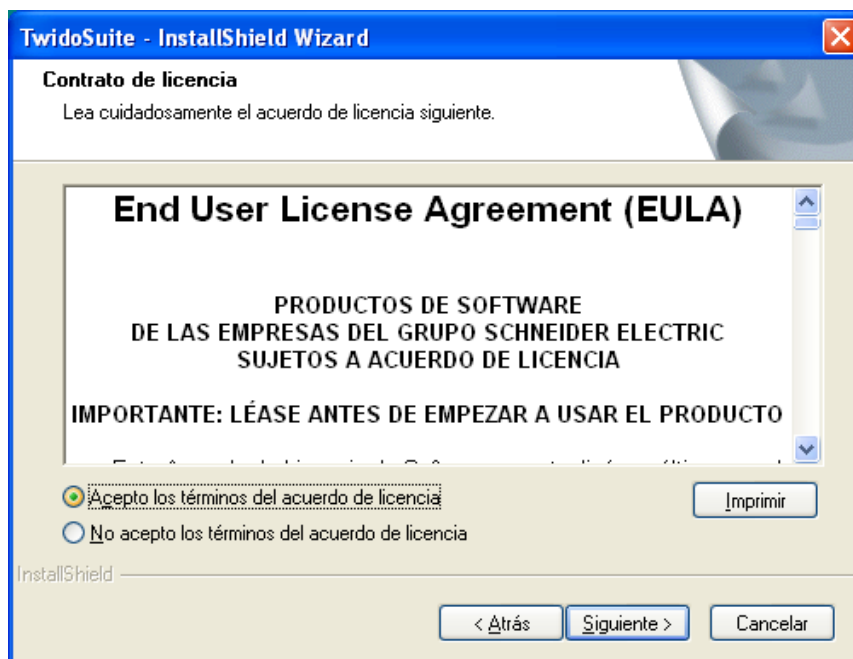 TwidoSuite - InstallShield Wizard
Contrato de licencia
Lea cuidadosamente el acuerdo de licencia siguiente.
End User License Agreement (EULA)
PRODUCTOS DE SOFTWARE
DE LAS EMPRESAS DEL GRUPO SCHNEIDER ELECTRIC
SUJETOS A ACUERDO DE LICENCIA
IMPORTANTE: LÉASE ANTES DE EMPEZAR A USAR EL PRODUCTO
Acepto los términos del acuerdo de licencia
Imprimir
No acepto los términos del acuerdo de licencia
InstallShield
< Atrás
Siguiente >
Cancelar